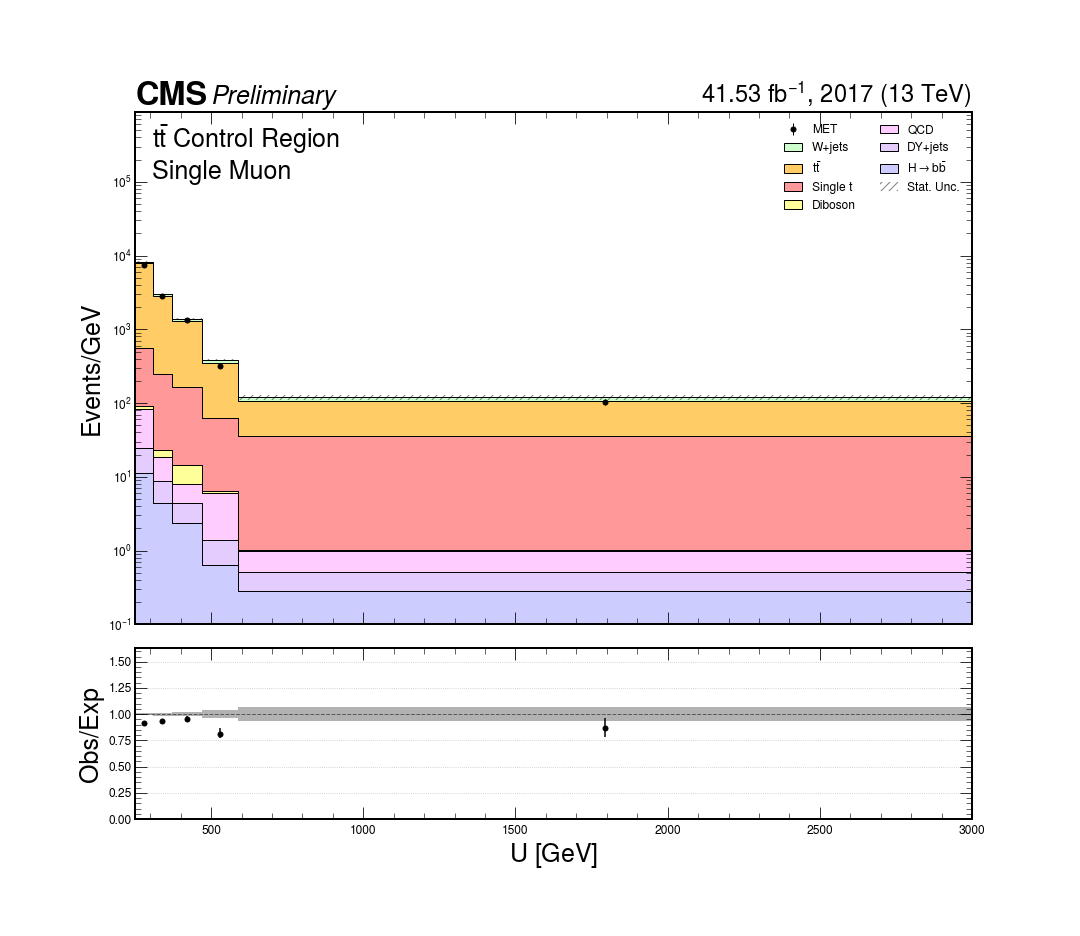 CMS Preliminary 41.53 fb⁻¹, 2017 (13 TeV)
tt̄ Control Region
Single Muon
MET
W+jets
tt̄
Single t
Diboson
QCD
DY+jets
H→bb̄
Stat. Unc.
Events/GeV
10⁵
10⁴
10³
10²
10¹
10⁰
10⁻¹
Obs/Exp
1.50
1.25
1.00
0.75
0.50
0.25
0.00
500 1000 1500 2000 2500 3000
U [GeV]